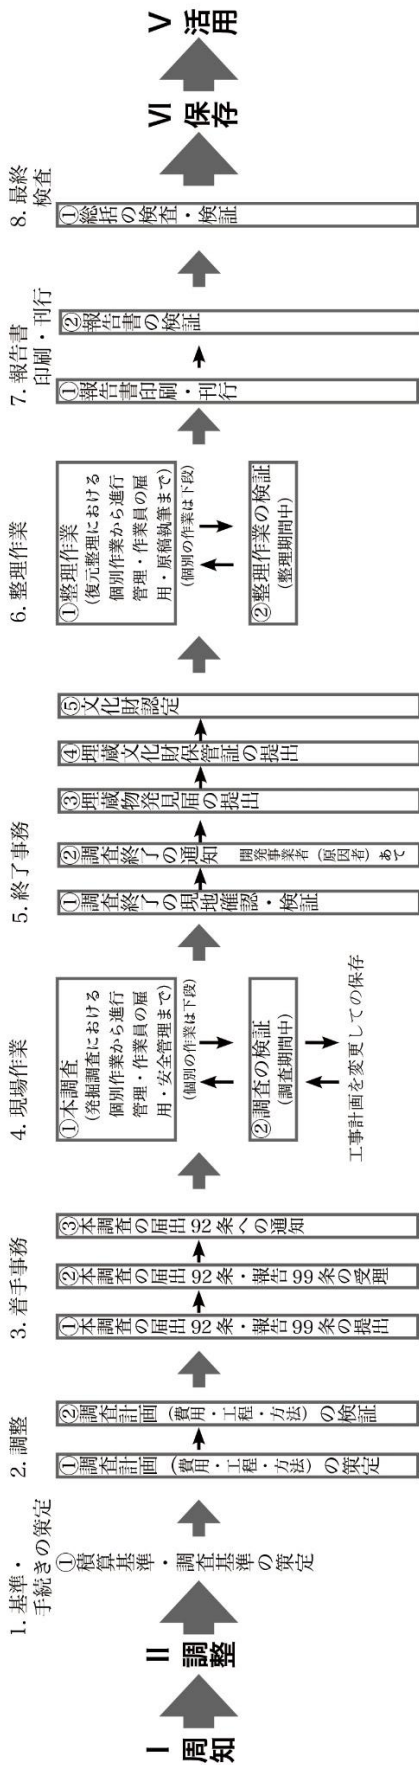 Ⅰ 周知
Ⅱ 調整
1. 基準・
手続きの策定
①積算基準・調査基準の策定
2. 調整
①調査計画（費用・工程・方法）の策定
②調査計画（費用・工程・方法）の検証
3. 着手事務
①本調査の届出92条・報告99条の提出
②本調査の届出92条・報告99条の受理
③本調査の届出92条への通知
4. 現場作業
①本調査
(発掘調査における
個別作業から進行
管理・作業員の雇
用・安全管理まで)
(個別の作業は下段)
②調査の検証
(調査期間中)
工事計画を変更しての保存
5. 終了事務
①調査終了の現地確認・検証
②調査終了の通知 開発事業者（原因者）あて
③埋蔵物発見届の提出
④埋蔵文化財保管証の提出
⑤文化財認定
6. 整理作業
①整理作業
(復元整理における
個別作業から進行
管理・作業員の雇
用・原稿執筆まで)
(個別の作業は下段)
②整理作業の検証
(整理期間中)
7. 報告書
印刷・刊行
①報告書印刷・刊行
②報告書の検証
8. 最終
検査
①総括の検査・検証
Ⅵ 保存
Ⅴ 活用